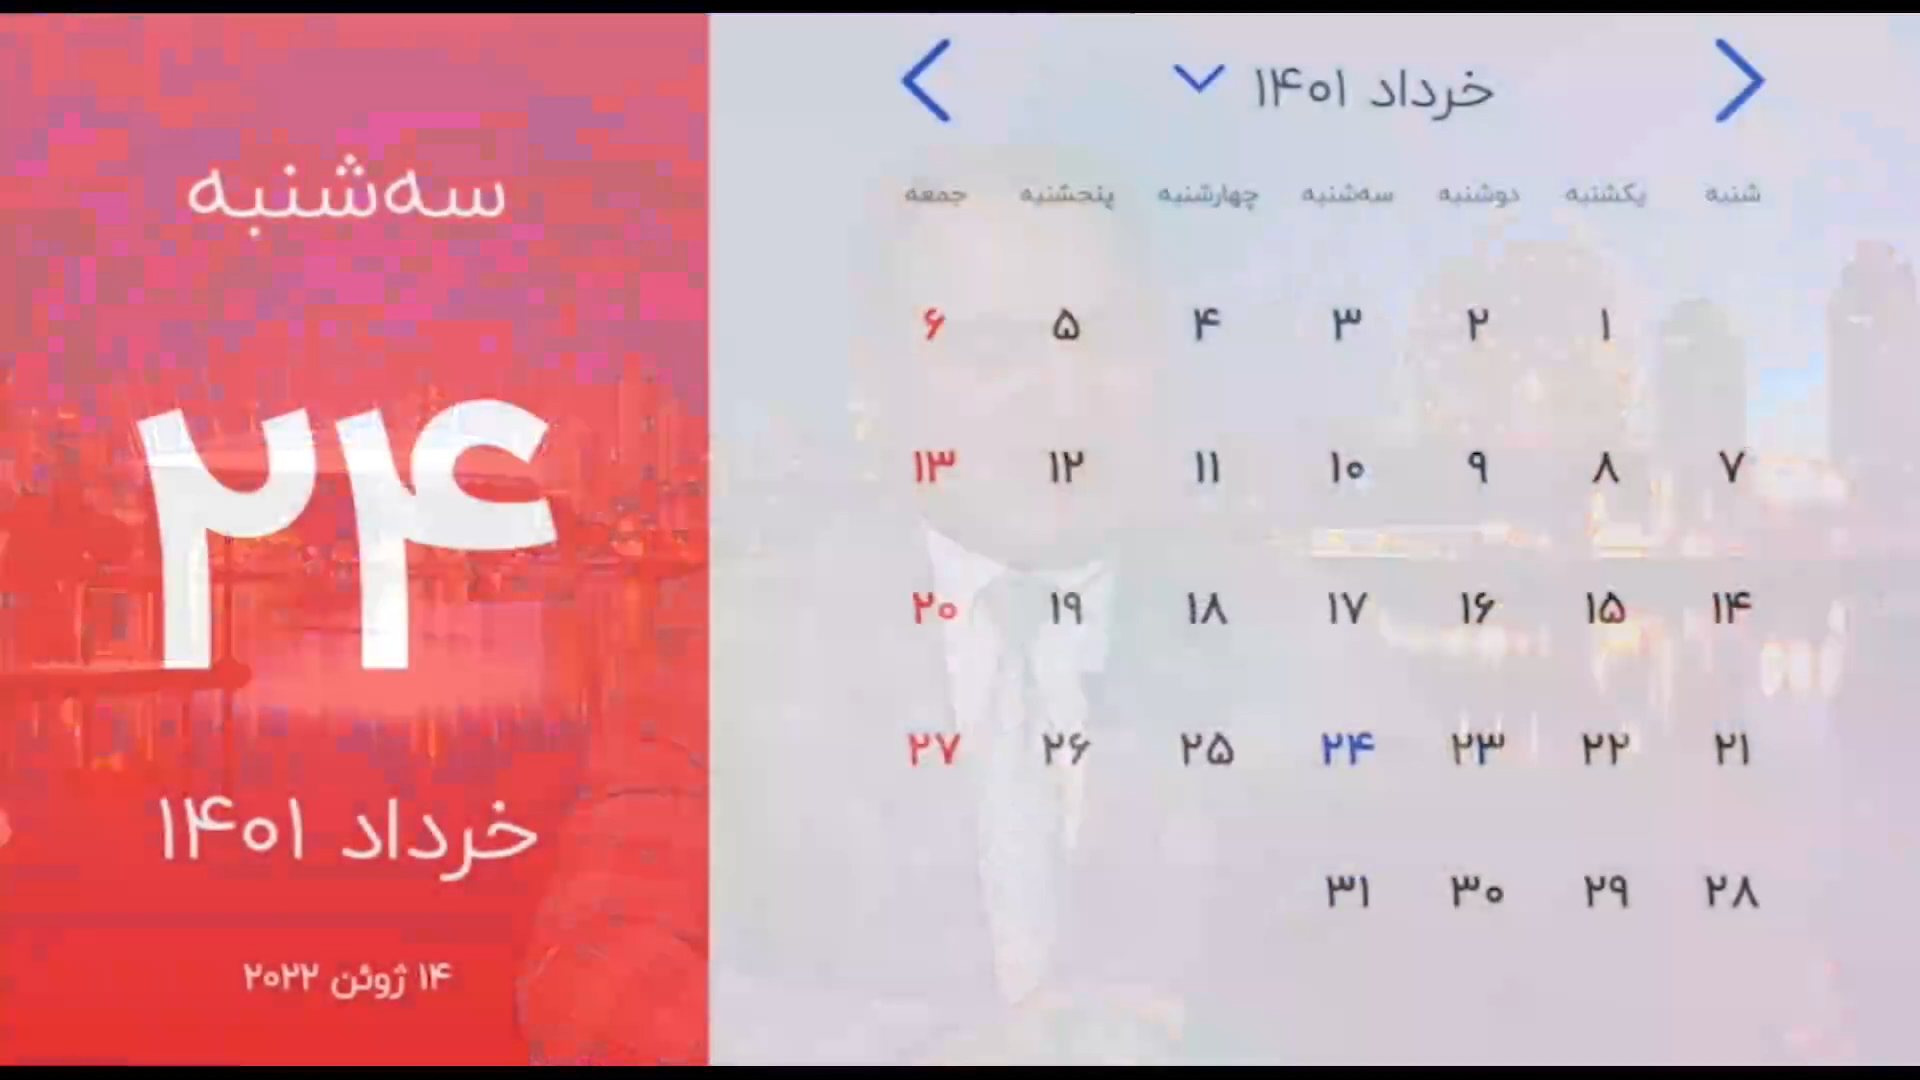 سه‌شنبه
۲۴
خرداد ۱۴۰۱
۱۴ ژوئن ۲۰۲۲
خرداد ۱۴۰۱
شنبه یکشنبه دوشنبه سه‌شنبه چهارشنبه پنجشنبه جمعه
۱ ۲ ۳ ۴ ۵ ۶
۷ ۸ ۹ ۱۰ ۱۱ ۱۲ ۱۳
۱۴ ۱۵ ۱۶ ۱۷ ۱۸ ۱۹ ۲۰
۲۱ ۲۲ ۲۳ ۲۴ ۲۵ ۲۶ ۲۷
۲۸ ۲۹ ۳۰ ۳۱